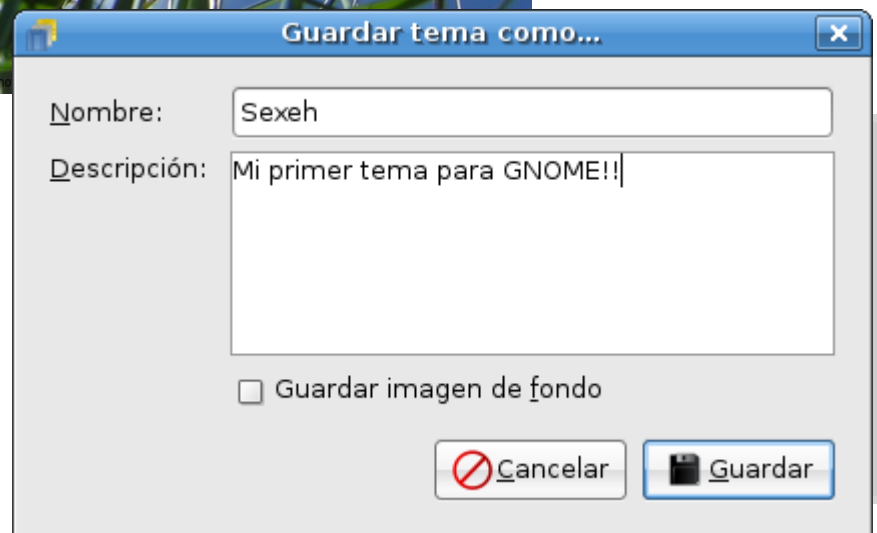 Guardar tema como...
Nombre: Sexeh
Descripción: Mi primer tema para GNOME!!
Guardar imagen de fondo
Cancelar Guardar